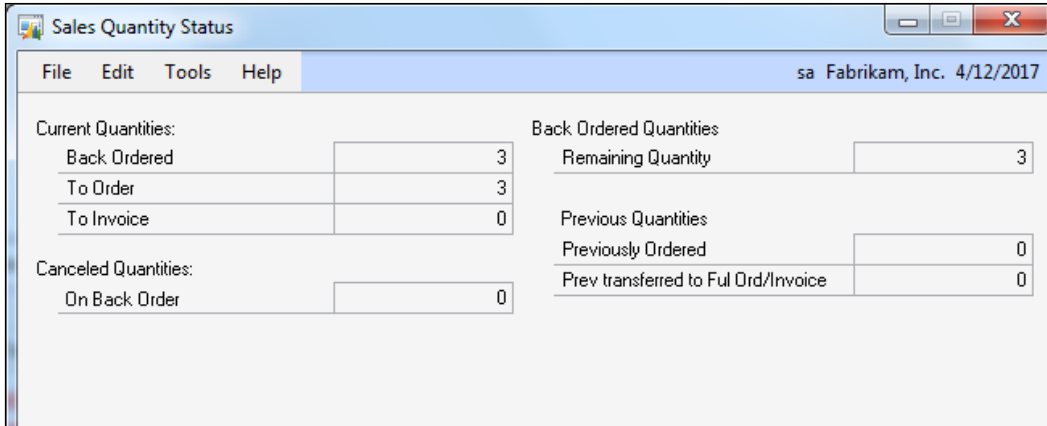 Sales Quantity Status
File Edit Tools Help sa Fabrikam, Inc. 4/12/2017
Current Quantities:
Back Ordered 3
To Order 3
To Invoice 0
Canceled Quantities:
On Back Order 0
Back Ordered Quantities
Remaining Quantity 3
Previous Quantities
Previously Ordered 0
Prev transferred to Ful Ord/Invoice 0